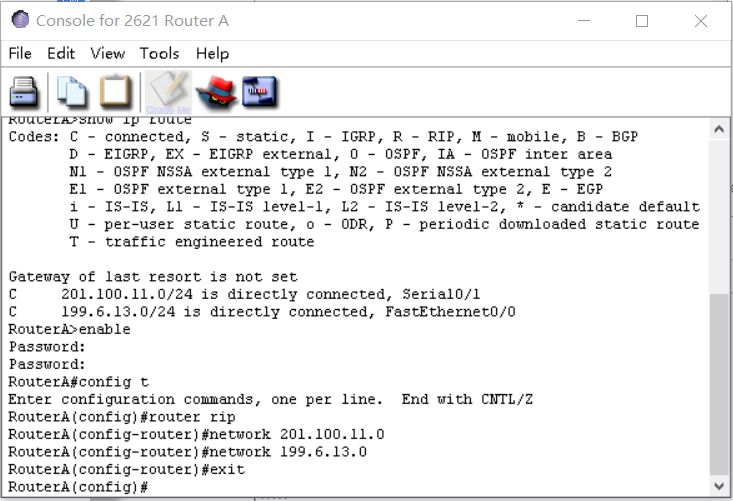 Console for 2621 Router A
File Edit View Tools Help
Grade Me
RouterA>show ip route
Codes: C - connected, S - static, I - IGRP, R - RIP, M - mobile, B - BGP
D - EIGRP, EX - EIGRP external, O - OSPF, IA - OSPF inter area
N1 - OSPF NSSA external type 1, N2 - OSPF NSSA external type 2
E1 - OSPF external type 1, E2 - OSPF external type 2, E - EGP
i - IS-IS, L1 - IS-IS level-1, L2 - IS-IS level-2, * - candidate default
U - per-user static route, o - ODR, P - periodic downloaded static route
T - traffic engineered route
Gateway of last resort is not set
C 201.100.11.0/24 is directly connected, Serial0/1
C 199.6.13.0/24 is directly connected, FastEthernet0/0
RouterA>enable
Password:
Password:
RouterA#config t
Enter configuration commands, one per line. End with CNTL/Z
RouterA(config)#router rip
RouterA(config-router)#network 201.100.11.0
RouterA(config-router)#network 199.6.13.0
RouterA(config-router)#exit
RouterA(config)#